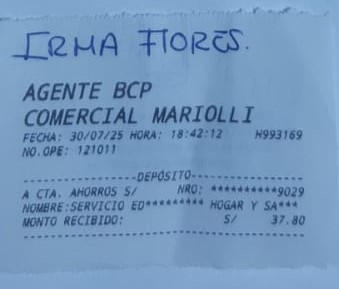 IRMA FLORES.
AGENTE BCP
COMERCIAL MARIOLLI
FECHA: 30/07/25 HORA: 18:42:12 H993169
NO.OPE: 121011
--------------------DEPÓSITO--------------------
A CTA. AHORROS S/ NRO: **********9029
NOMBRE:SERVICIO ED********* HOGAR Y SA***
MONTO RECIBIDO: S/ 37.80
------------------------------------------------